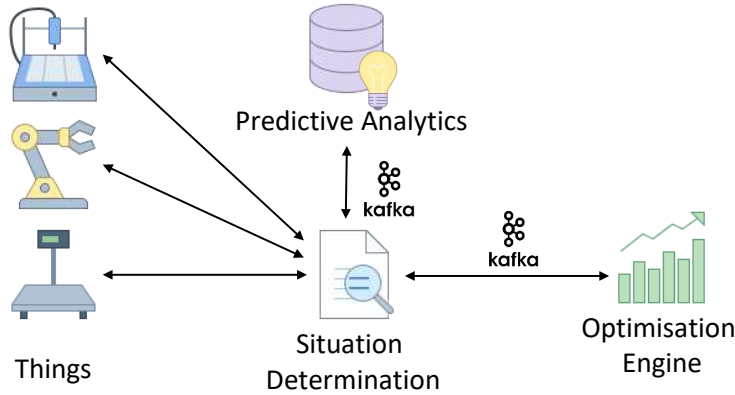 Predictive Analytics
kafka
kafka
Things
Situation
Determination
Optimisation
Engine